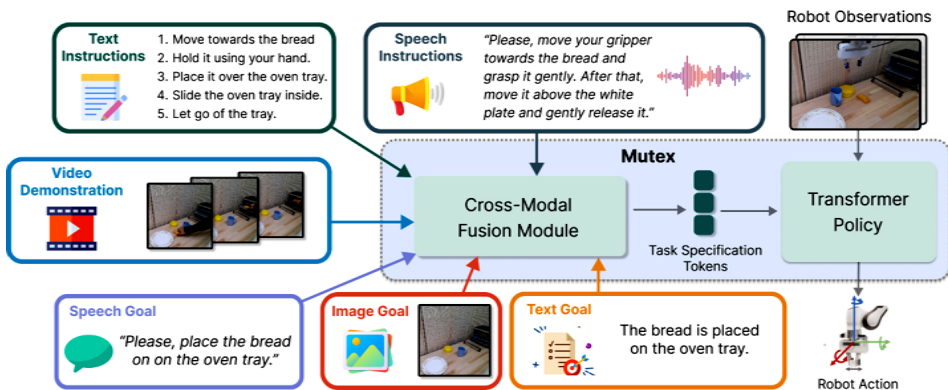 Text
Instructions
1. Move towards the bread
2. Hold it using your hand.
3. Place it over the oven tray.
4. Slide the oven tray inside.
5. Let go of the tray.
Speech
Instructions
“Please, move your gripper
towards the bread and
grasp it gently. After that,
move it above the white
plate and gently release it.”
Robot Observations
Video
Demonstration
Mutex
Cross-Modal
Fusion Module
Task Specification
Tokens
Transformer
Policy
Speech Goal
“Please, place the bread
on on the oven tray.”
Image Goal
Text Goal
The bread is placed
on the oven tray.
Robot Action